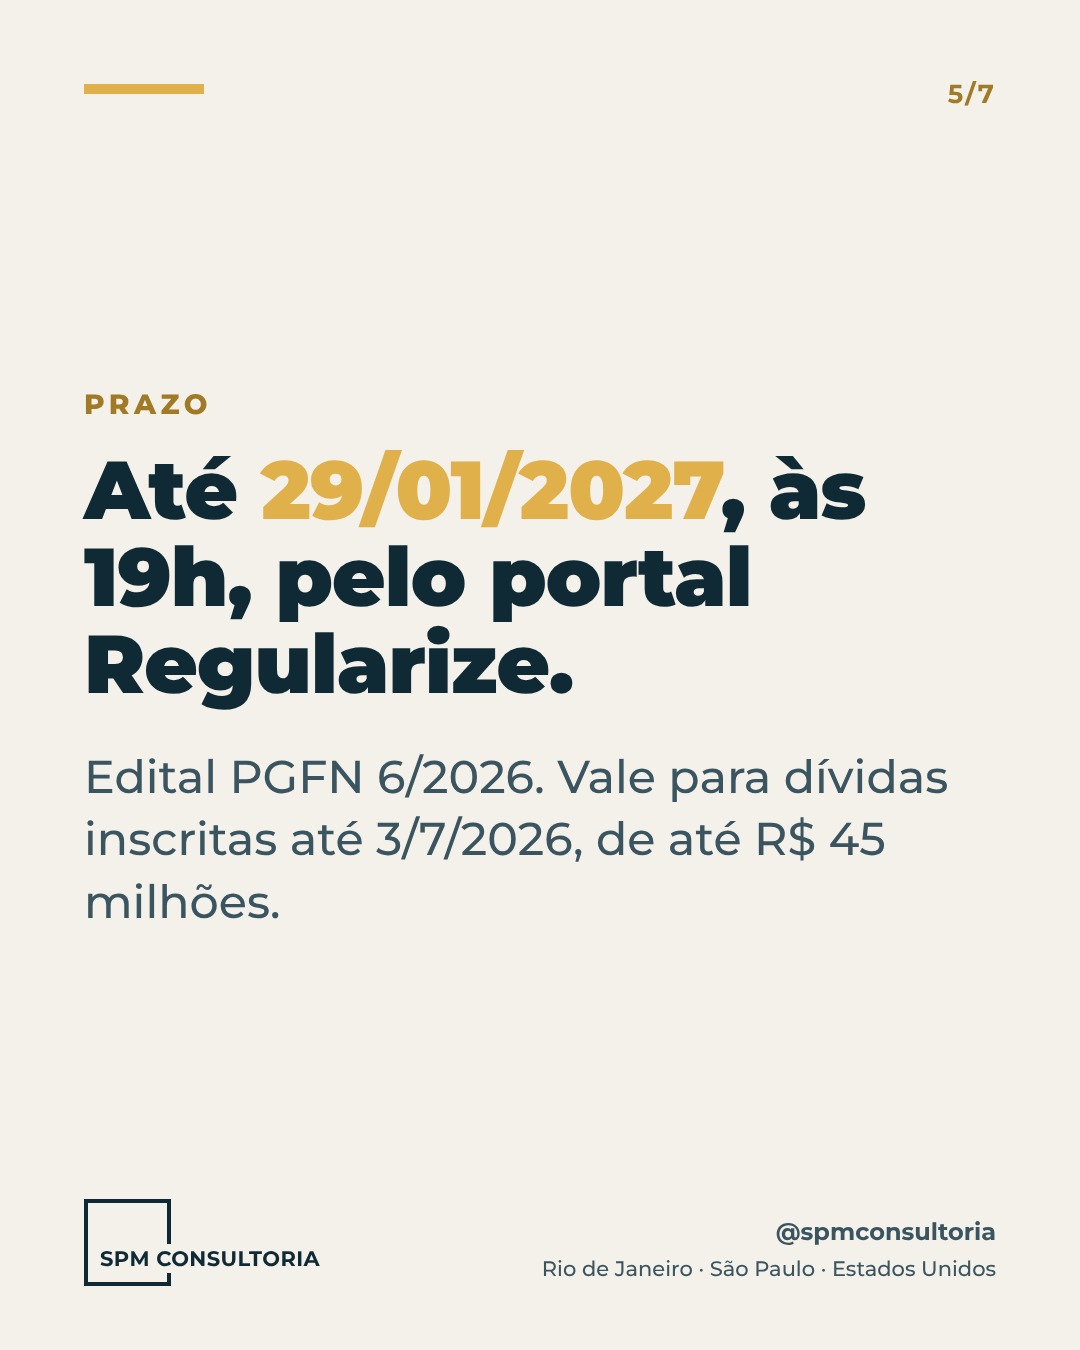 5/7
PRAZO
Até 29/01/2027, às
19h, pelo portal
Regularize.
Edital PGFN 6/2026. Vale para dívidas
inscritas até 3/7/2026, de até R$ 45
milhões.
SPM CONSULTORIA
@spmconsultoria
Rio de Janeiro · São Paulo · Estados Unidos